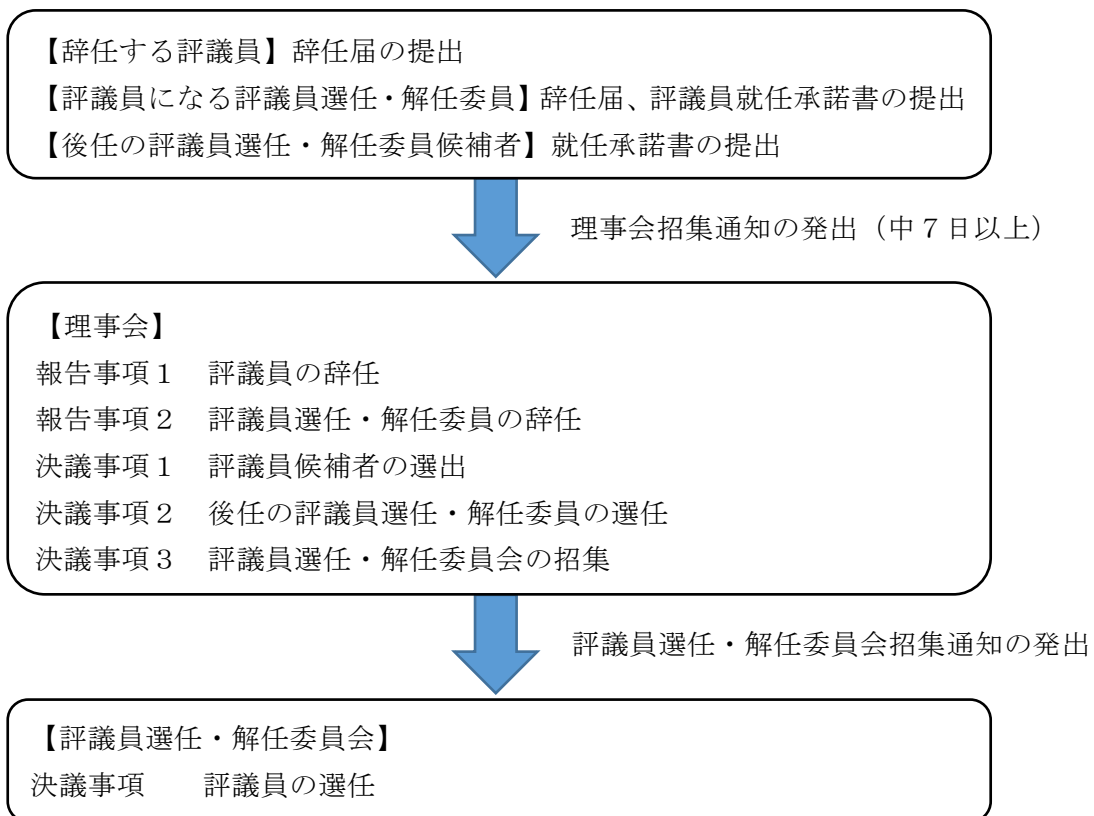 【辞任する評議員】辞任届の提出
【評議員になる評議員選任・解任委員】辞任届、評議員就任承諾書の提出
【後任の評議員選任・解任委員候補者】就任承諾書の提出
理事会招集通知の発出（中７日以上）
【理事会】
報告事項１　評議員の辞任
報告事項２　評議員選任・解任委員の辞任
決議事項１　評議員候補者の選出
決議事項２　後任の評議員選任・解任委員の選任
決議事項３　評議員選任・解任委員会の招集
評議員選任・解任委員会招集通知の発出
【評議員選任・解任委員会】
決議事項　　評議員の選任